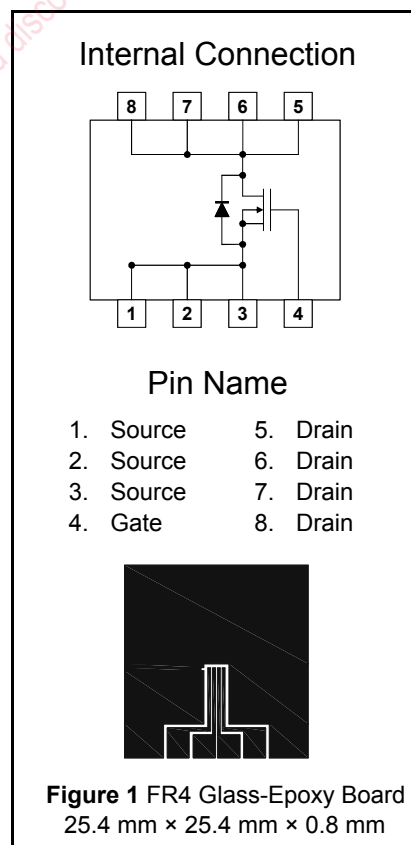 Internal Connection
8 7 6 5
1 2 3 4
Pin Name
1. Source 5. Drain
2. Source 6. Drain
3. Source 7. Drain
4. Gate 8. Drain
Figure 1 FR4 Glass-Epoxy Board
25.4 mm × 25.4 mm × 0.8 mm